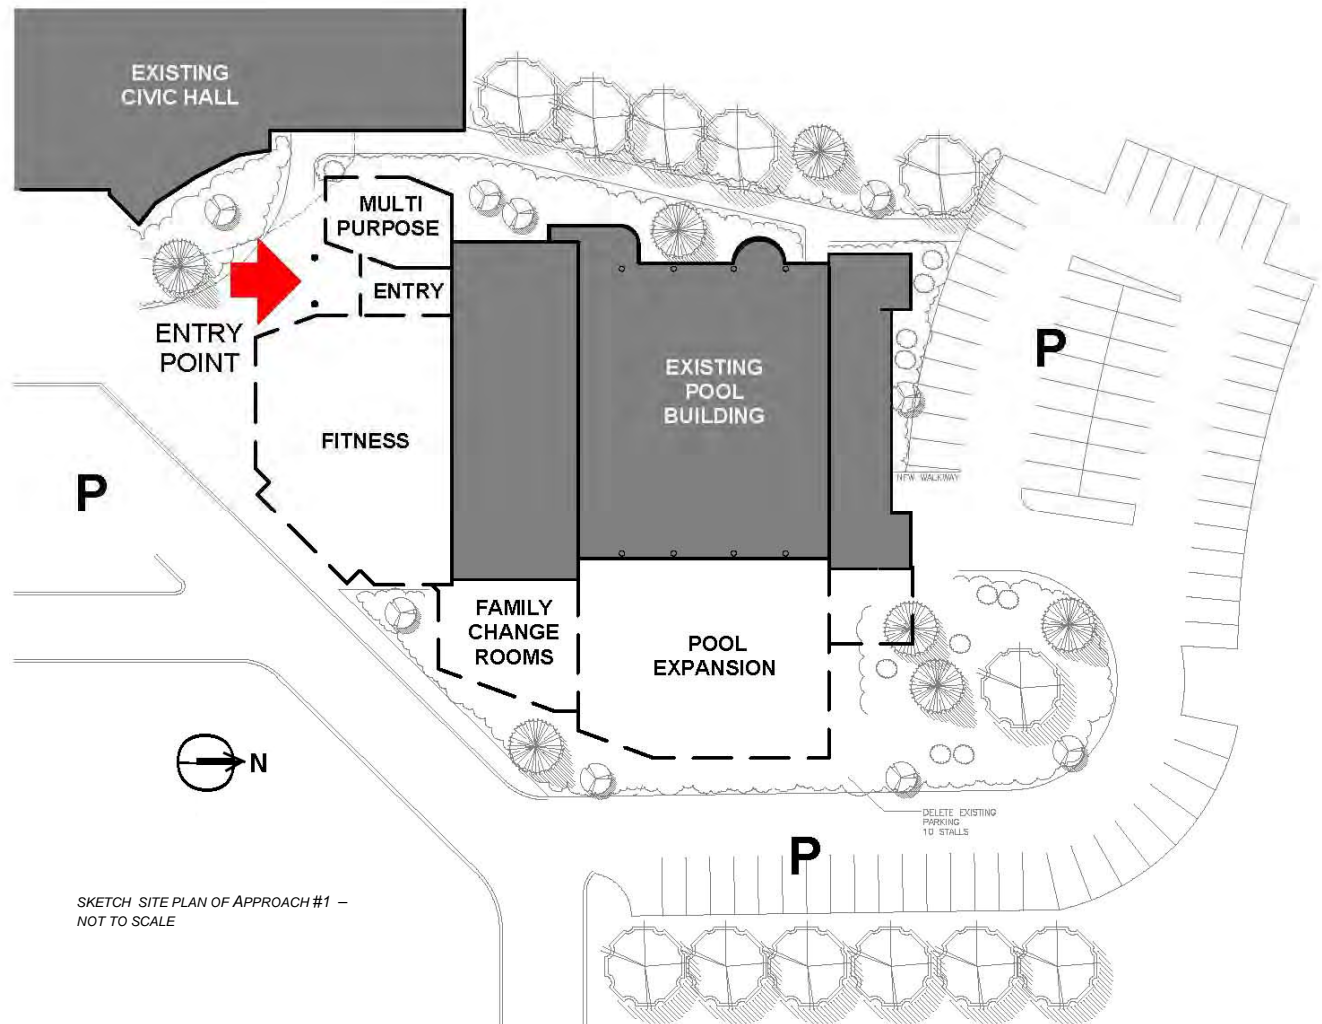 EXISTING
CIVIC HALL
MULTI
PURPOSE
ENTRY
ENTRY
POINT
EXISTING
POOL
BUILDING
P
FITNESS
P
NEW WALKWAY
FAMILY
CHANGE
ROOMS
POOL
EXPANSION
N
DELETE EXISTING
PARKING
10 STALLS
P
SKETCH SITE PLAN OF APPROACH #1 –
NOT TO SCALE